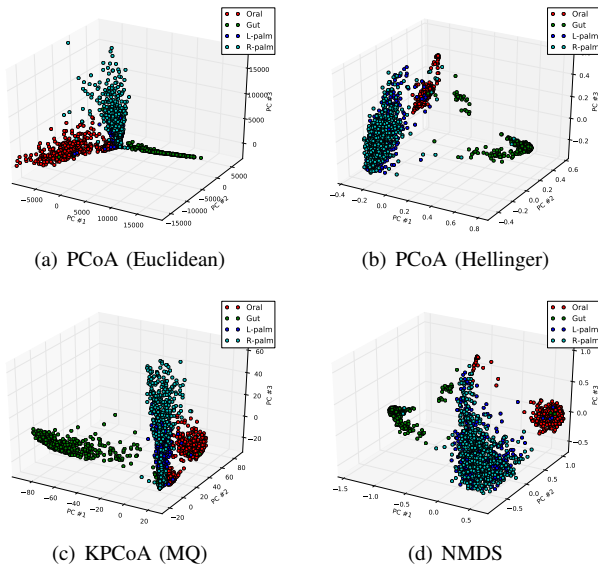 Oral
Gut
L-palm
R-palm
15000
10000
5000
0
PC #3
−5000
0
5000
10000
15000
PC #1
−15000
−10000
−5000
0
5000
PC #2
(a) PCoA (Euclidean)
Oral
Gut
L-palm
R-palm
0.4
0.2
0.0
−0.2
PC #3
−0.4
−0.2
0.0
0.2
0.4
0.6
0.8
PC #1
−0.4
−0.2
0.0
0.2
0.4
0.6
PC #2
(b) PCoA (Hellinger)
Oral
Gut
L-palm
R-palm
60
40
20
0
−20
PC #3
−80
−60
−40
−20
0
20
PC #1
−20
0
20
40
60
80
PC #2
(c) KPCoA (MQ)
Oral
Gut
L-palm
R-palm
1.0
0.5
0.0
−0.5
PC #3
−1.5
−1.0
−0.5
0.0
0.5
PC #1
−0.5
0.0
0.5
1.0
PC #2
(d) NMDS